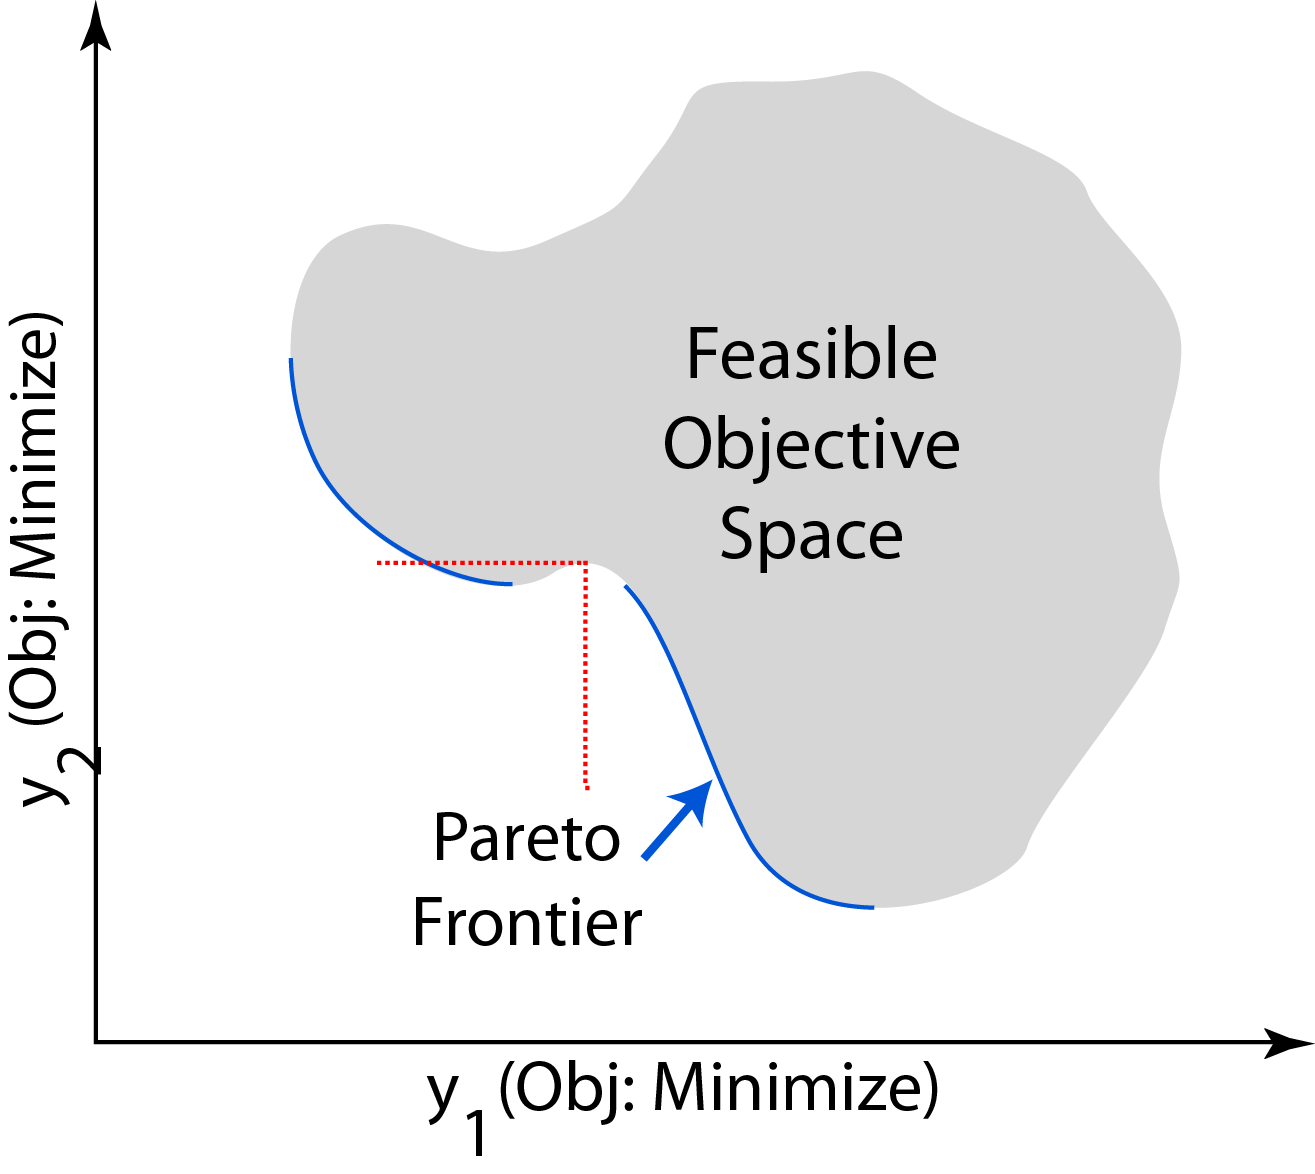 y2 (Obj: Minimize)
Feasible
Objective
Space
Pareto
Frontier
y1 (Obj: Minimize)